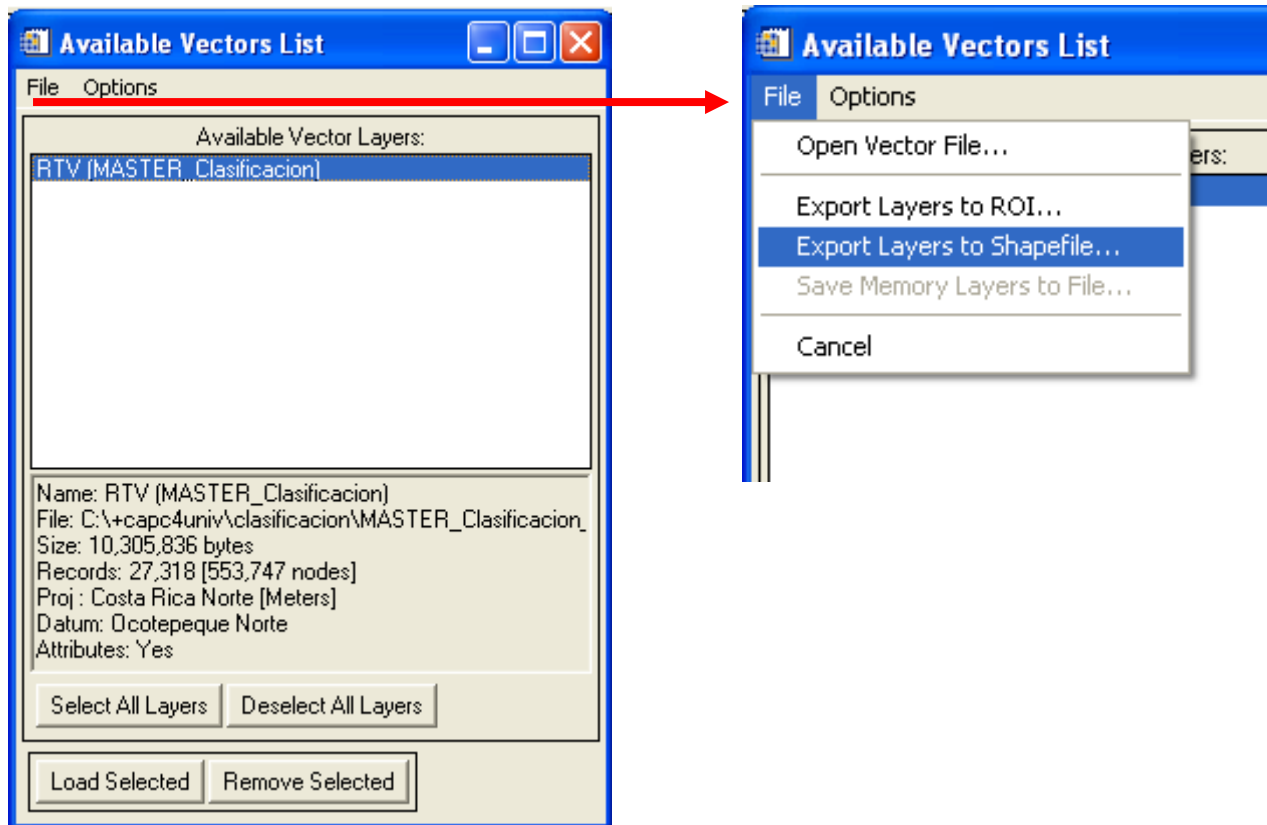 Available Vectors List
File Options
Available Vector Layers:
RTV (MASTER_Clasificacion)
Name: RTV (MASTER_Clasificacion)
File: C:\+capc4univ\clasificacion\MASTER_Clasificacion_
Size: 10,305,836 bytes
Records: 27,318 [553,747 nodes]
Proj : Costa Rica Norte [Meters]
Datum: Ocotepeque Norte
Attributes: Yes
Select All Layers Deselect All Layers
Load Selected Remove Selected
Available Vectors List
File Options
Open Vector File...
ers:
Export Layers to ROI...
Export Layers to Shapefile...
Save Memory Layers to File...
Cancel